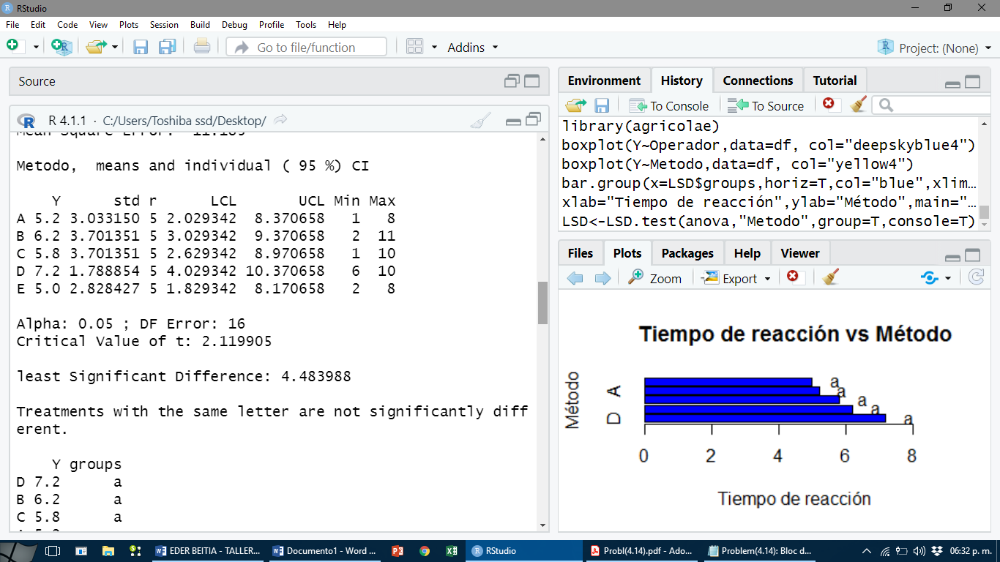 RStudio
File Edit Code View Plots Session Build Debug Profile Tools Help
Go to file/function Addins Project: (None)
Source
R 4.1.1 · C:/Users/Toshiba ssd/Desktop/
Mean Square Error: 11.185
Metodo,  means and individual ( 95 %) CI
Y std r LCL UCL Min Max
A 5.2 3.033150 5 2.029342 8.370658 1 8
B 6.2 3.701351 5 3.029342 9.370658 2 11
C 5.8 3.701351 5 2.629342 8.970658 1 10
D 7.2 1.788854 5 4.029342 10.370658 6 10
E 5.0 2.828427 5 1.829342 8.170658 2 8
Alpha: 0.05 ; DF Error: 16
Critical Value of t: 2.119905
least Significant Difference: 4.483988
Treatments with the same letter are not significantly diff
erent.
Y groups
D 7.2 a
B 6.2 a
C 5.8 a
Environment History Connections Tutorial
To Console To Source
library(agricolae)
boxplot(Y~Operador,data=df, col="deepskyblue4")
boxplot(Y~Metodo,data=df, col="yellow4")
bar.group(x=LSD$groups,horiz=T,col="blue",xlim…
xlab="Tiempo de reacción",ylab="Método",main="…
LSD<-LSD.test(anova,"Metodo",group=T,console=T)
Files Plots Packages Help Viewer
Zoom Export
Tiempo de reacción vs Método
Método
A
D
a
a
a
a
a
0 2 4 6 8
Tiempo de reacción
EDER BEITIA - TALLER... Documento1 - Word ... RStudio Probl(4.14).pdf - Ado... Problem(4.14): Bloc d... 06:32 p. m.